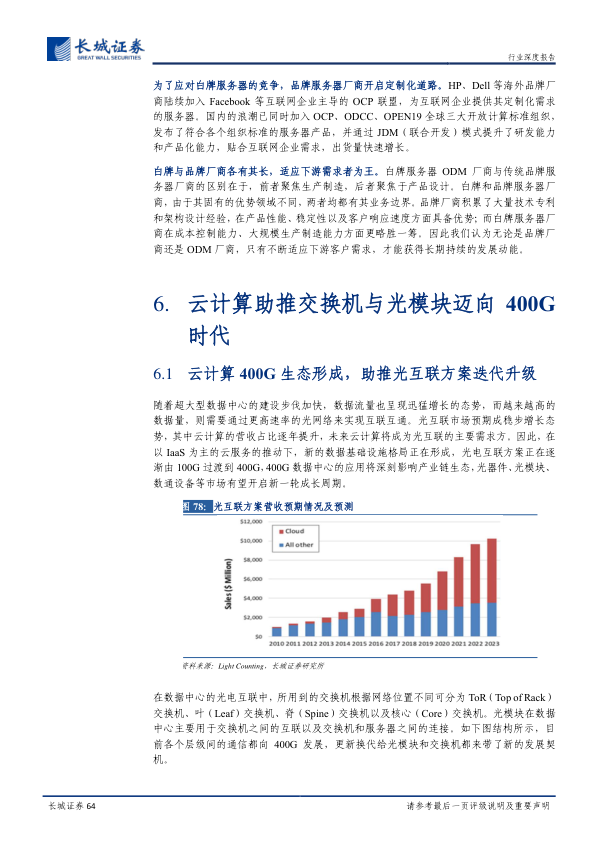 长城证券
GREAT WALL SECURITIES
行业深度报告
为了应对白牌服务器的竞争，品牌服务器厂商开启定制化道路。HP、Dell 等海外品牌厂
商陆续加入 Facebook 等互联网企业主导的 OCP 联盟，为互联网企业提供其定制化需求
的服务器。国内的浪潮已同时加入 OCP、ODCC、OPEN19 全球三大开放计算标准组织，
发布了符合各个组织标准的服务器产品，并通过 JDM（联合开发）模式提升了研发能力
和产品化能力，贴合互联网企业需求，出货量快速增长。
白牌与品牌厂商各有其长，适应下游需求者为王。白牌服务器 ODM 厂商与传统品牌服
务器厂商的区别在于，前者聚焦生产制造，后者聚焦于产品设计。白牌和品牌服务器厂
商，由于其固有的优势领域不同，两者均都有其业务边界。品牌厂商积累了大量技术专利
和架构设计经验，在产品性能、稳定性以及客户响应速度方面具备优势；而白牌服务器厂
商在成本控制能力、大规模生产制造能力方面更略胜一筹。因此我们认为无论是品牌厂
商还是 ODM 厂商，只有不断适应下游客户需求，才能获得长期持续的发展动能。
6. 云计算助推交换机与光模块迈向 400G
时代
6.1 云计算 400G 生态形成，助推光互联方案迭代升级
随着超大型数据中心的建设步伐加快，数据流量也呈现迅猛增长的态势，而越来越高的
数据量，则需要通过更高速率的光网络来实现互联互通。光互联市场预期成稳步增长态
势，其中云计算的营收占比逐年提升，未来云计算将成为光互联的主要需求方。因此，在
以 IaaS 为主的云服务的推动下，新的数据基础设施格局正在形成，光电互联方案正在逐
渐由 100G 过渡到 400G，400G 数据中心的应用将深刻影响产业链生态，光器件、光模块、
数通设备等市场有望开启新一轮成长周期。
图 78：光互联方案营收预期情况及预测
Sales ($ Million)
$12,000
$10,000
$8,000
$6,000
$4,000
$2,000
$0
Cloud
All other
2010 2011 2012 2013 2014 2015 2016 2017 2018 2019 2020 2021 2022 2023
资料来源：Light Counting，长城证券研究所
在数据中心的光电互联中，所用到的交换机根据网络位置不同可分为 ToR（Top of Rack）
交换机、叶（Leaf）交换机、脊（Spine）交换机以及核心（Core）交换机。光模块在数据
中心主要用于交换机之间的互联以及交换机和服务器之间的连接。如下图结构所示，目
前各个层级间的通信都向 400G 发展，更新换代给光模块和交换机都来带了新的发展契
机。
长城证券 64
请参考最后一页评级说明及重要声明